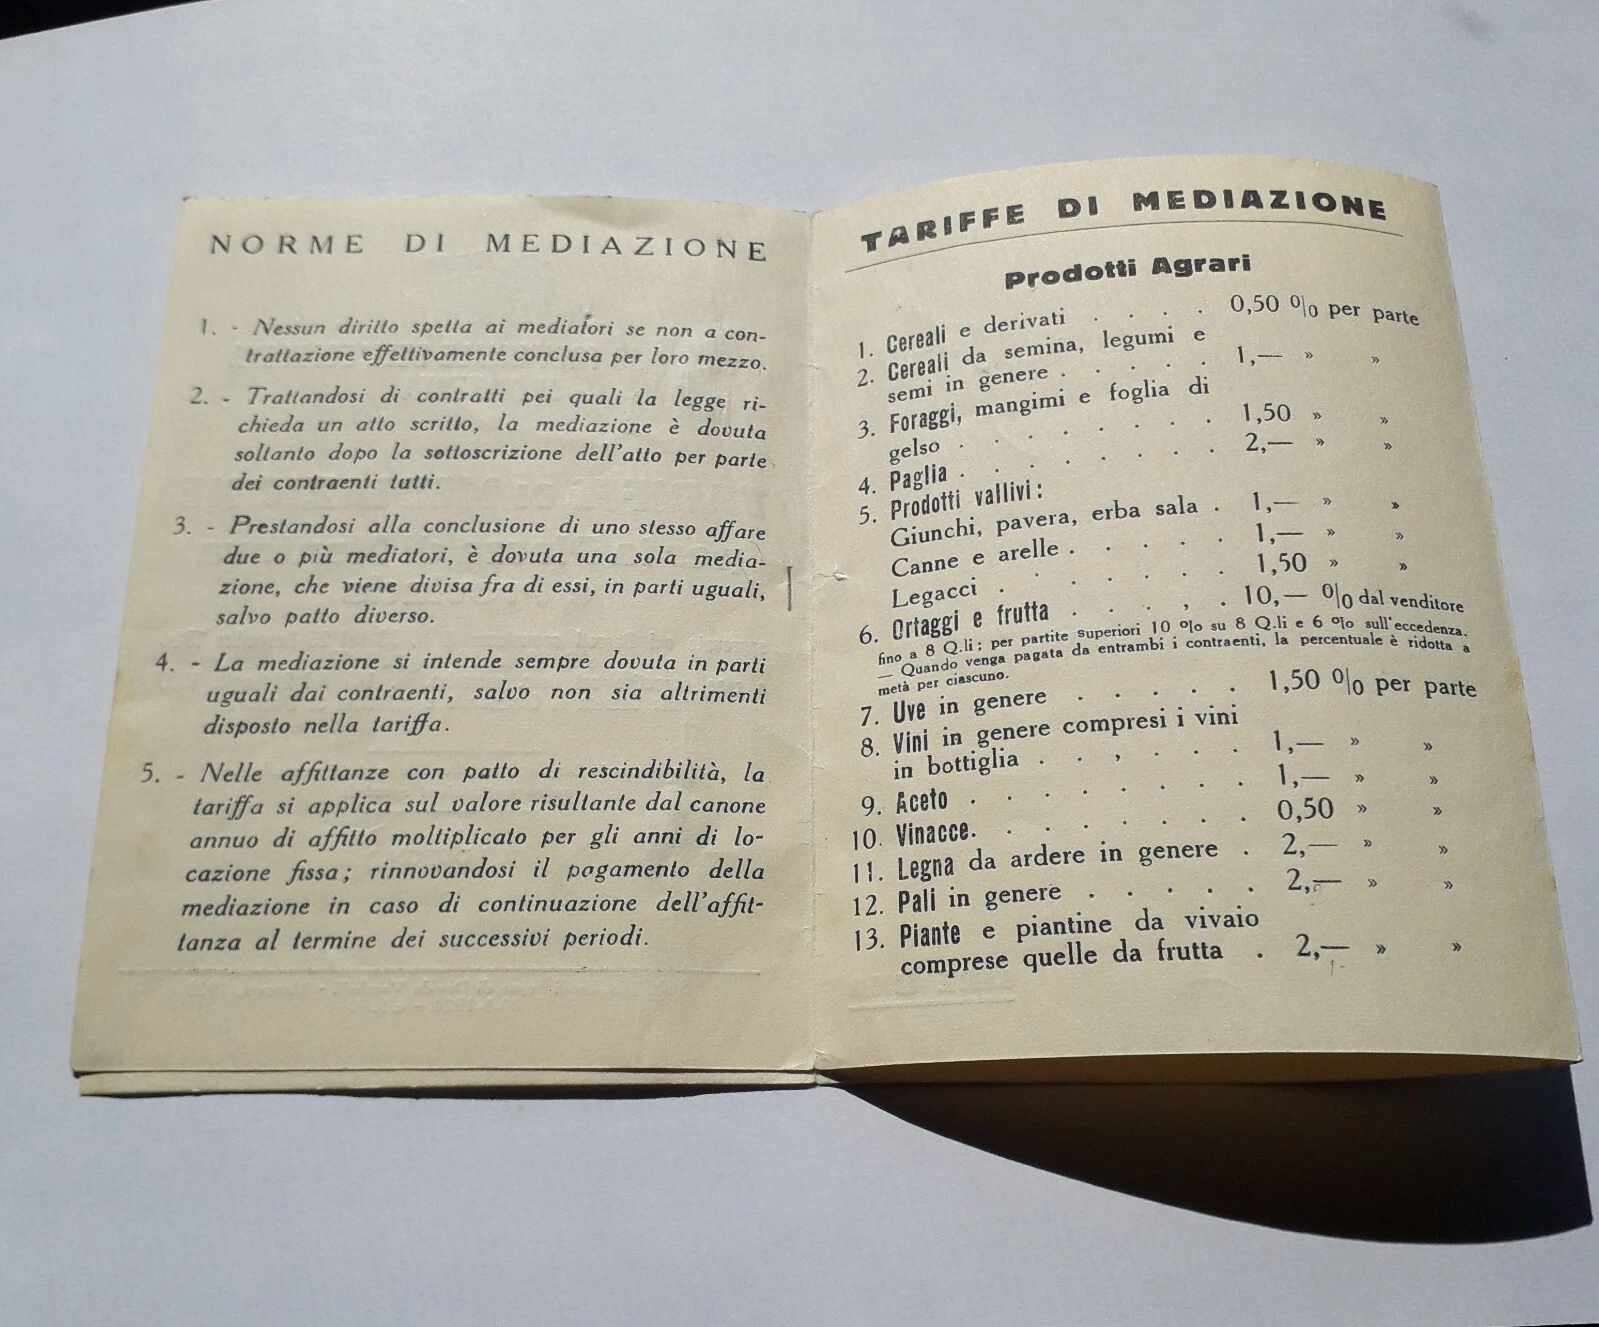 NORME DI MEDIAZIONE
1. - Nessun diritto spetta ai mediatori se non a con-
trattazione effettivamente conclusa per loro mezzo.
2. - Trattandosi di contratti pei quali la legge ri-
chieda un atto scritto, la mediazione è dovuta
soltanto dopo la sottoscrizione dell'atto per parte
dei contraenti tutti.
3. - Prestandosi alla conclusione di uno stesso affare
due o più mediatori, è dovuta una sola media-
zione, che viene divisa fra di essi, in parti uguali,
salvo patto diverso.
4. - La mediazione si intende sempre dovuta in parti
uguali dai contraenti, salvo non sia altrimenti
disposto nella tariffa.
5. - Nelle affittanze con patto di rescindibilità, la
tariffa si applica sul valore risultante dal canone
annuo di affitto moltiplicato per gli anni di lo-
cazione fissa; rinnovandosi il pagamento della
mediazione in caso di continuazione dell'affit-
tanza al termine dei successivi periodi.
TARIFFE DI MEDIAZIONE
Prodotti Agrari
1. Cereali e derivati . . . . 0,50 % per parte
2. Cereali da semina, legumi e
semi in genere . . . . . 1,— » »
3. Foraggi, mangimi e foglia di
gelso . . . . . . . . 1,50 » »
4. Paglia . . . . . . . . 2,— » »
5. Prodotti vallivi:
Giunchi, pavera, erba sala . 1,— » »
Canne e arelle . . . . . 1,— » »
Legacci . . . . . . . 1,50 » »
6. Ortaggi e frutta . . . , . 10,— % dal venditore
fino a 8 Q.li; per partite superiori 10 % su 8 Q.li e 6 % sull'eccedenza.
— Quando venga pagata da entrambi i contraenti, la percentuale è ridotta a
metà per ciascuno.
7. Uve in genere . . . . . 1,50 % per parte
8. Vini in genere compresi i vini
in bottiglia . . , . . . 1,— » »
9. Aceto . . . . . . . . 1,— » »
10. Vinacce. . . . . . . . 0,50 » »
11. Legna da ardere in genere . 2,— » »
12. Pali in genere . . . . . 2,— » »
13. Piante e piantine da vivaio
comprese quelle da frutta . 2,— » »